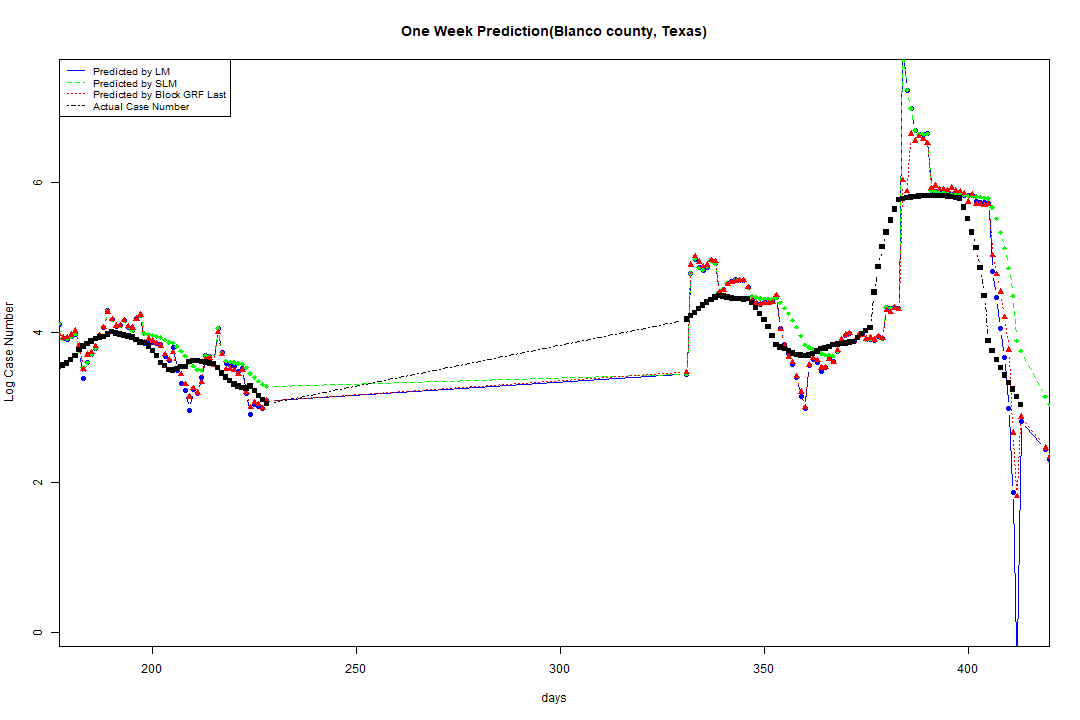 One Week Prediction(Blanco county, Texas)
Predicted by LM
Predicted by SLM
Predicted by Block GRF Last
Actual Case Number
6
4
2
0
Log Case Number
200 250 300 350 400
days